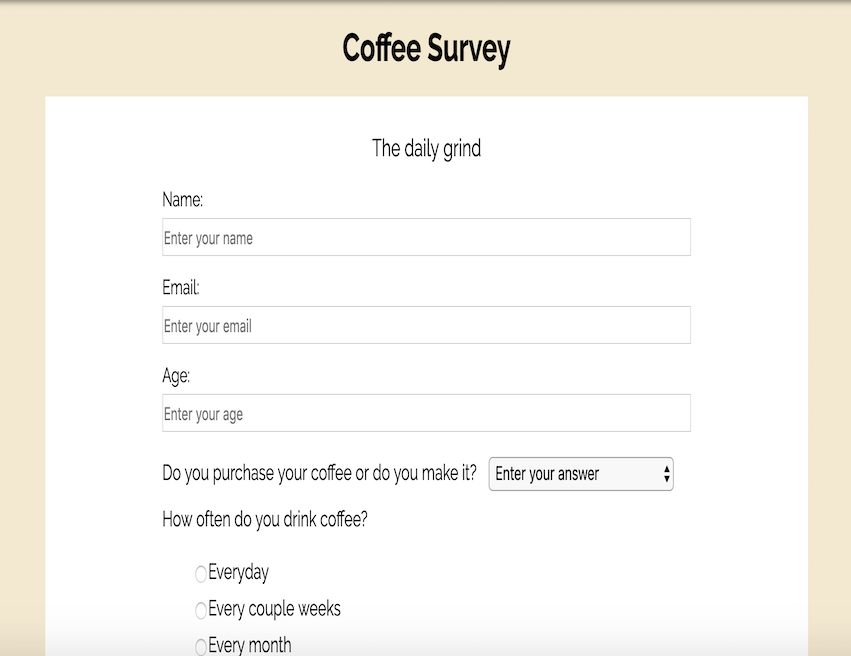 Coffee Survey
The daily grind
Name:
Enter your name
Email:
Enter your email
Age:
Enter your age
Do you purchase your coffee or do you make it? Enter your answer
How often do you drink coffee?
Everyday
Every couple weeks
Every month